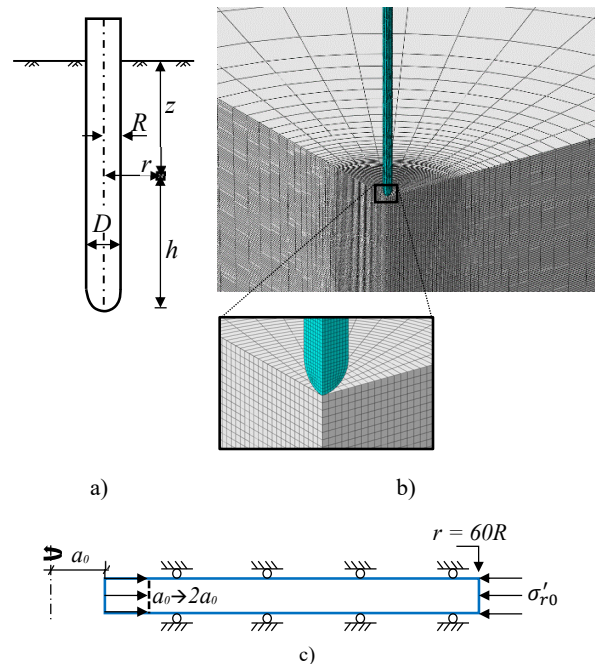 z
R
r
D
h
a)
b)
r = 60R
a₀
a₀→2a₀
σ′r0
c)